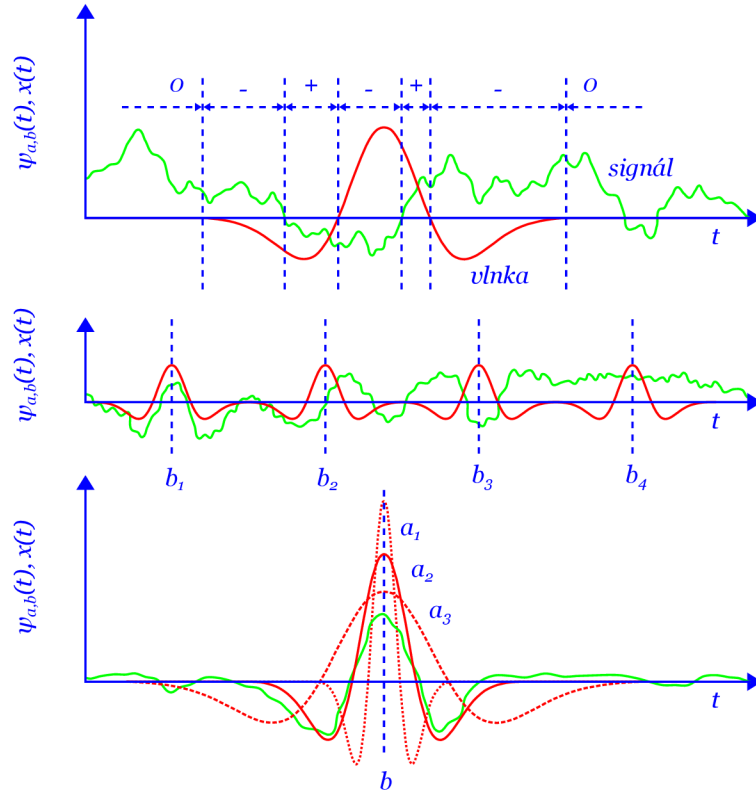 ψa,b(t), x(t)
o - + - + - o
signál
t
vlnka
ψa,b(t), x(t)
t
b1 b2 b3 b4
ψa,b(t), x(t)
a1
a2
a3
t
b